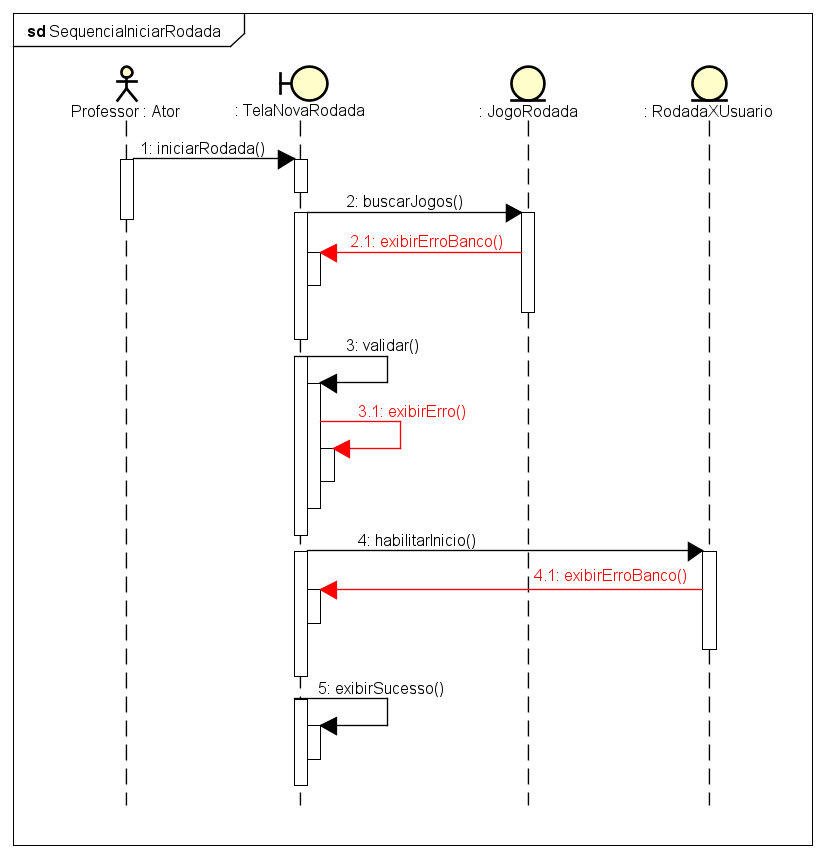 sd SequenciaIniciarRodada
Professor : Ator
: TelaNovaRodada
: JogoRodada
: RodadaXUsuario
1: iniciarRodada()
2: buscarJogos()
2.1: exibirErroBanco()
3: validar()
3.1: exibirErro()
4: habilitarInicio()
4.1: exibirErroBanco()
5: exibirSucesso()